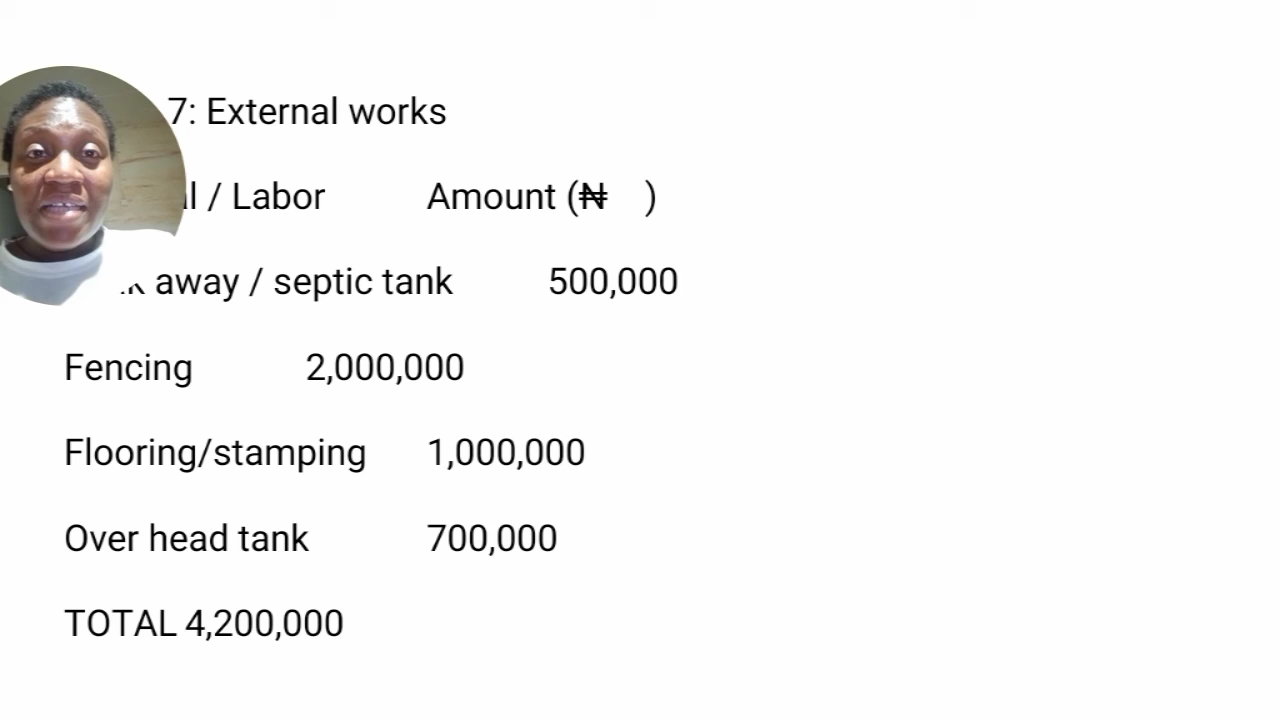 7: External works
/ Labor Amount (₦ )
away / septic tank 500,000
Fencing 2,000,000
Flooring/stamping 1,000,000
Over head tank 700,000
TOTAL 4,200,000